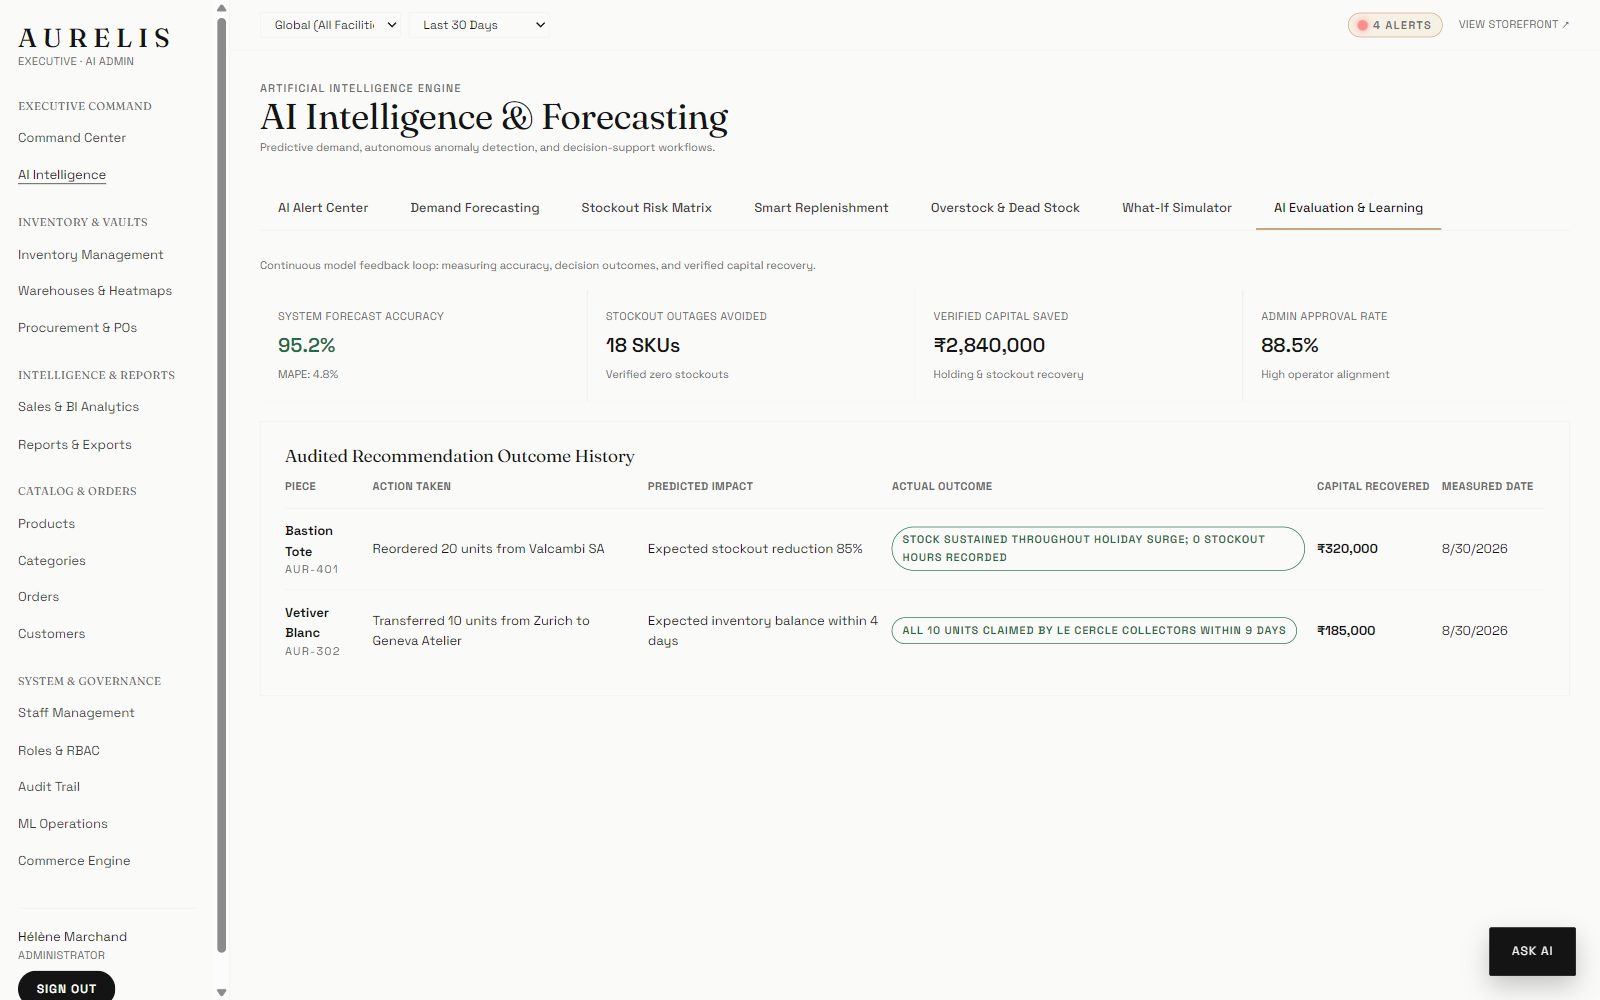 AURELIS
EXECUTIVE · AI ADMIN
EXECUTIVE COMMAND
Command Center
AI Intelligence
INVENTORY & VAULTS
Inventory Management
Warehouses & Heatmaps
Procurement & POs
INTELLIGENCE & REPORTS
Sales & BI Analytics
Reports & Exports
CATALOG & ORDERS
Products
Categories
Orders
Customers
SYSTEM & GOVERNANCE
Staff Management
Roles & RBAC
Audit Trail
ML Operations
Commerce Engine
Hélène Marchand
ADMINISTRATOR
SIGN OUT
Global (All Faciliti
Last 30 Days
4 ALERTS
VIEW STOREFRONT ↗
ARTIFICIAL INTELLIGENCE ENGINE
AI Intelligence & Forecasting
Predictive demand, autonomous anomaly detection, and decision-support workflows.
AI Alert Center
Demand Forecasting
Stockout Risk Matrix
Smart Replenishment
Overstock & Dead Stock
What-If Simulator
AI Evaluation & Learning
Continuous model feedback loop: measuring accuracy, decision outcomes, and verified capital recovery.
SYSTEM FORECAST ACCURACY
95.2%
MAPE: 4.8%
STOCKOUT OUTAGES AVOIDED
18 SKUs
Verified zero stockouts
VERIFIED CAPITAL SAVED
₹2,840,000
Holding & stockout recovery
ADMIN APPROVAL RATE
88.5%
High operator alignment
Audited Recommendation Outcome History
PIECE ACTION TAKEN PREDICTED IMPACT ACTUAL OUTCOME CAPITAL RECOVERED MEASURED DATE
Bastion
Tote
AUR-401
Reordered 20 units from Valcambi SA
Expected stockout reduction 85%
STOCK SUSTAINED THROUGHOUT HOLIDAY SURGE; 0 STOCKOUT
HOURS RECORDED
₹320,000
8/30/2026
Vetiver
Blanc
AUR-302
Transferred 10 units from Zurich to
Geneva Atelier
Expected inventory balance within 4
days
ALL 10 UNITS CLAIMED BY LE CERCLE COLLECTORS WITHIN 9 DAYS
₹185,000
8/30/2026
ASK AI